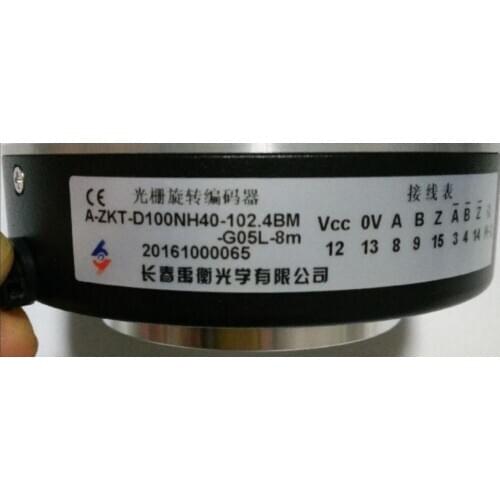 CE 光栅旋转编码器
A-ZKT-D100NH40-102.4BM
-G05L-8m
20161000065
长春禹衡光学有限公司
接线表
Vcc 0V A B Z A̅ B̅ Z̅
12 13 8 9 15 3 4 14